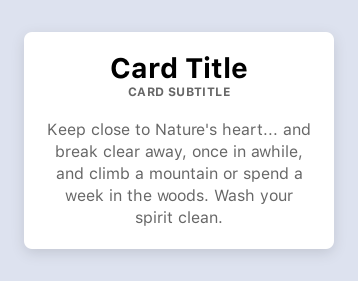 Card Title
CARD SUBTITLE
Keep close to Nature's heart... and
break clear away, once in awhile,
and climb a mountain or spend a
week in the woods. Wash your
spirit clean.